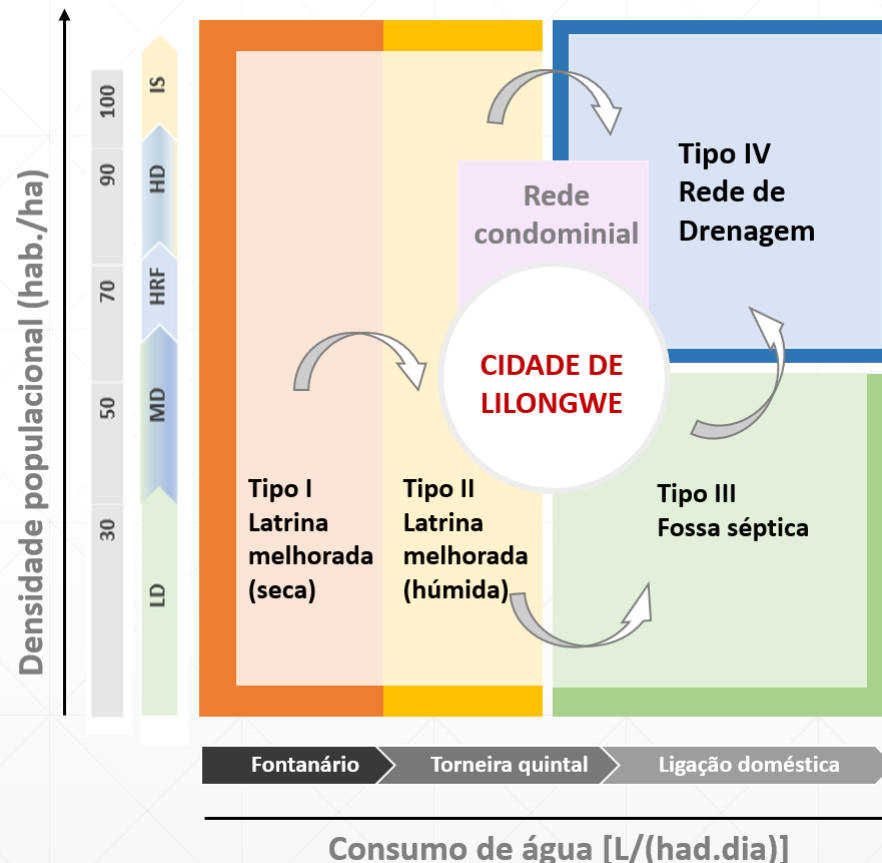 Densidade populacional (hab./ha)
100
90
70
50
30
IS
HD
HRF
MD
LD
Tipo IV
Rede de
Drenagem
Rede
condominial
CIDADE DE
LILONGWE
Tipo I
Latrina
melhorada
(seca)
Tipo II
Latrina
melhorada
(húmida)
Tipo III
Fossa séptica
Fontanário
Torneira quintal
Ligação doméstica
Consumo de água [L/(had.dia)]